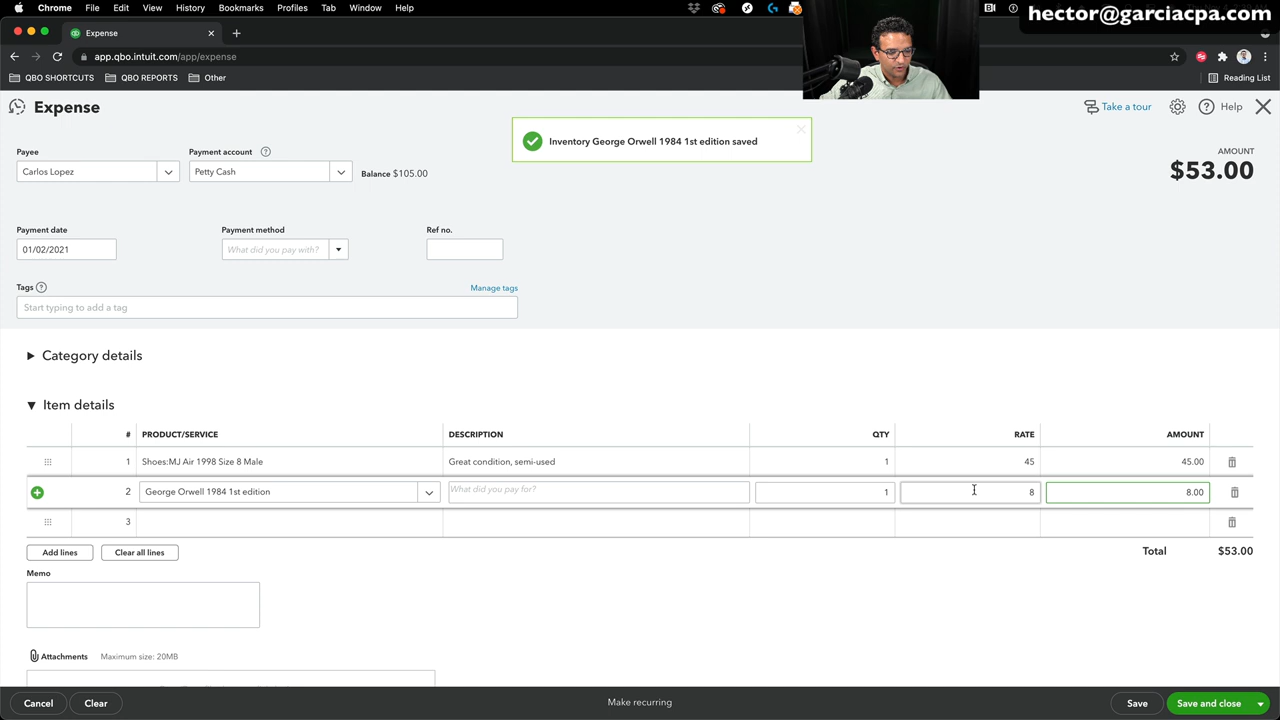 Chrome File Edit View History Bookmarks Profiles Tab Window Help
hector@garciacpa.com
Expense
app.qbo.intuit.com/app/expense
QBO SHORTCUTS QBO REPORTS Other Reading List
Expense Take a tour Help
Inventory George Orwell 1984 1st edition saved
Payee Payment account AMOUNT
Carlos Lopez Petty Cash Balance $105.00 $53.00
Payment date Payment method Ref no.
01/02/2021 What did you pay with?
Tags Manage tags
Start typing to add a tag
Category details
Item details
# PRODUCT/SERVICE DESCRIPTION QTY RATE AMOUNT
1 Shoes:MJ Air 1998 Size 8 Male Great condition, semi-used 1 45 45.00
2 George Orwell 1984 1st edition What did you pay for? 1 8 8.00
3
Add lines Clear all lines Total $53.00
Memo
Attachments Maximum size: 20MB
Cancel Clear Make recurring Save Save and close